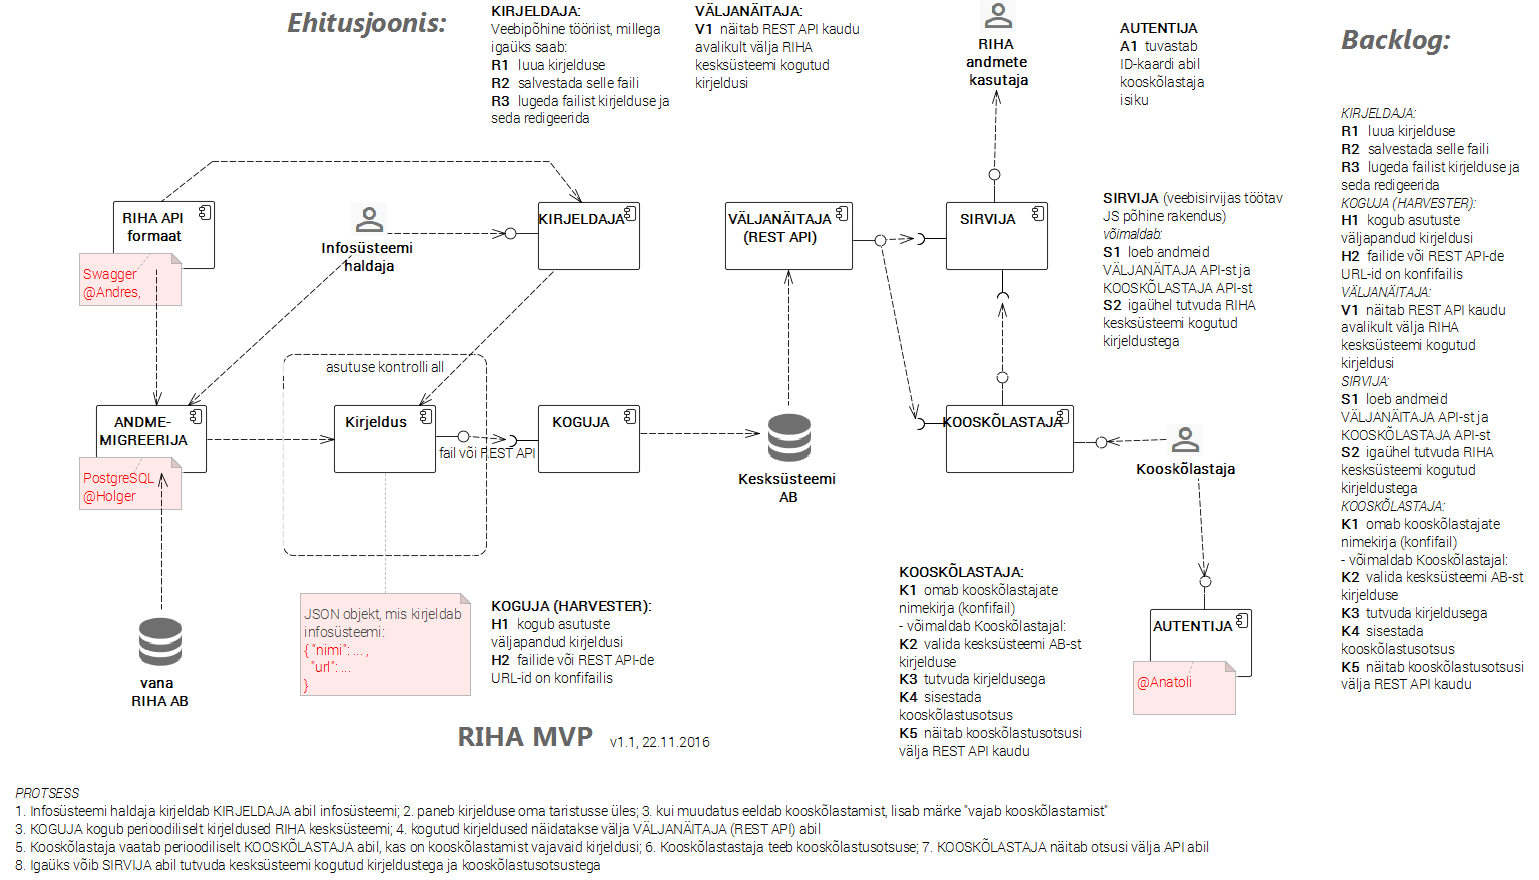 Ehitusjoonis:
KIRJELDAJA:
Veebipõhine tööriist, millega
igaüks saab:
R1 luua kirjelduse
R2 salvestada selle faili
R3 lugeda failist kirjelduse ja
seda redigeerida
VÄLJANÄITAJA:
V1 näitab REST API kaudu
avalikult välja RIHA
kesksüsteemi kogutud
kirjeldusi
RIHA
andmete
kasutaja
AUTENTIJA
A1 tuvastab
ID-kaardi abil
kooskõlastaja
isiku
Backlog:
KIRJELDAJA:
R1 luua kirjelduse
R2 salvestada selle faili
R3 lugeda failist kirjelduse ja
seda redigeerida
KOGUJA (HARVESTER):
H1 kogub asutuste
väljapandud kirjeldusi
H2 failide või REST API-de
URL-id on konfifailis
VÄLJANÄITAJA:
V1 näitab REST API kaudu
avalikult välja RIHA
kesksüsteemi kogutud
kirjeldusi
SIRVIJA:
S1 loeb andmeid
VÄLJANÄITAJA API-st ja
KOOSKÕLASTAJA API-st
S2 igaühel tutvuda RIHA
kesksüsteemi kogutud
kirjeldustega
KOOSKÕLASTAJA:
K1 omab kooskõlastajate
nimekirja (konfifail)
- võimaldab Kooskõlastajal:
K2 valida kesksüsteemi AB-st
kirjelduse
K3 tutvuda kirjeldusega
K4 sisestada
kooskõlastusotsus
K5 näitab kooskõlastusotsusi
välja REST API kaudu
RIHA API
formaat
Swagger
@Andres,
Infosüsteemi
haldaja
KIRJELDAJA
VÄLJANÄITAJA
(REST API)
SIRVIJA
SIRVIJA (veebisirvijas töötav
JS põhine rakendus)
võimaldab:
S1 loeb andmeid
VÄLJANÄITAJA API-st ja
KOOSKÕLASTAJA API-st
S2 igaühel tutvuda RIHA
kesksüsteemi kogutud
kirjeldustega
asutuse kontrolli all
ANDME-
MIGREERIJA
PostgreSQL
@Holger
Kirjeldus
fail või REST API
KOGUJA
Kesksüsteemi
AB
KOOSKÕLASTAJA
Kooskõlastaja
vana
RIHA AB
JSON objekt, mis kirjeldab
infosüsteemi:
{ "nimi": ... ,
"url": ...
}
KOGUJA (HARVESTER):
H1 kogub asutuste
väljapandud kirjeldusi
H2 failide või REST API-de
URL-id on konfifailis
KOOSKÕLASTAJA:
K1 omab kooskõlastajate
nimekirja (konfifail)
- võimaldab Kooskõlastajal:
K2 valida kesksüsteemi AB-st
kirjelduse
K3 tutvuda kirjeldusega
K4 sisestada
kooskõlastusotsus
K5 näitab kooskõlastusotsusi
välja REST API kaudu
AUTENTIJA
@Anatoli
RIHA MVP v1.1, 22.11.2016
PROTSESS
1. Infosüsteemi haldaja kirjeldab KIRJELDAJA abil infosüsteemi; 2. paneb kirjelduse oma taristusse üles; 3. kui muudatus eeldab kooskõlastamist, lisab märke "vajab kooskõlastamist"
3. KOGUJA kogub perioodiliselt kirjeldused RIHA kesksüsteemi; 4. kogutud kirjeldused näidatakse välja VÄLJANÄITAJA (REST API) abil
5. Kooskõlastaja vaatab perioodiliselt KOOSKÕLASTAJA abil, kas on kooskõlastamist vajavaid kirjeldusi; 6. Kooskõlastastaja teeb kooskõlastusotsuse; 7. KOOSKÕLASTAJA näitab otsusi välja API abil
8. Igaüks võib SIRVIJA abil tutvuda kesksüsteemi kogutud kirjeldustega ja kooskõlastusotsustega